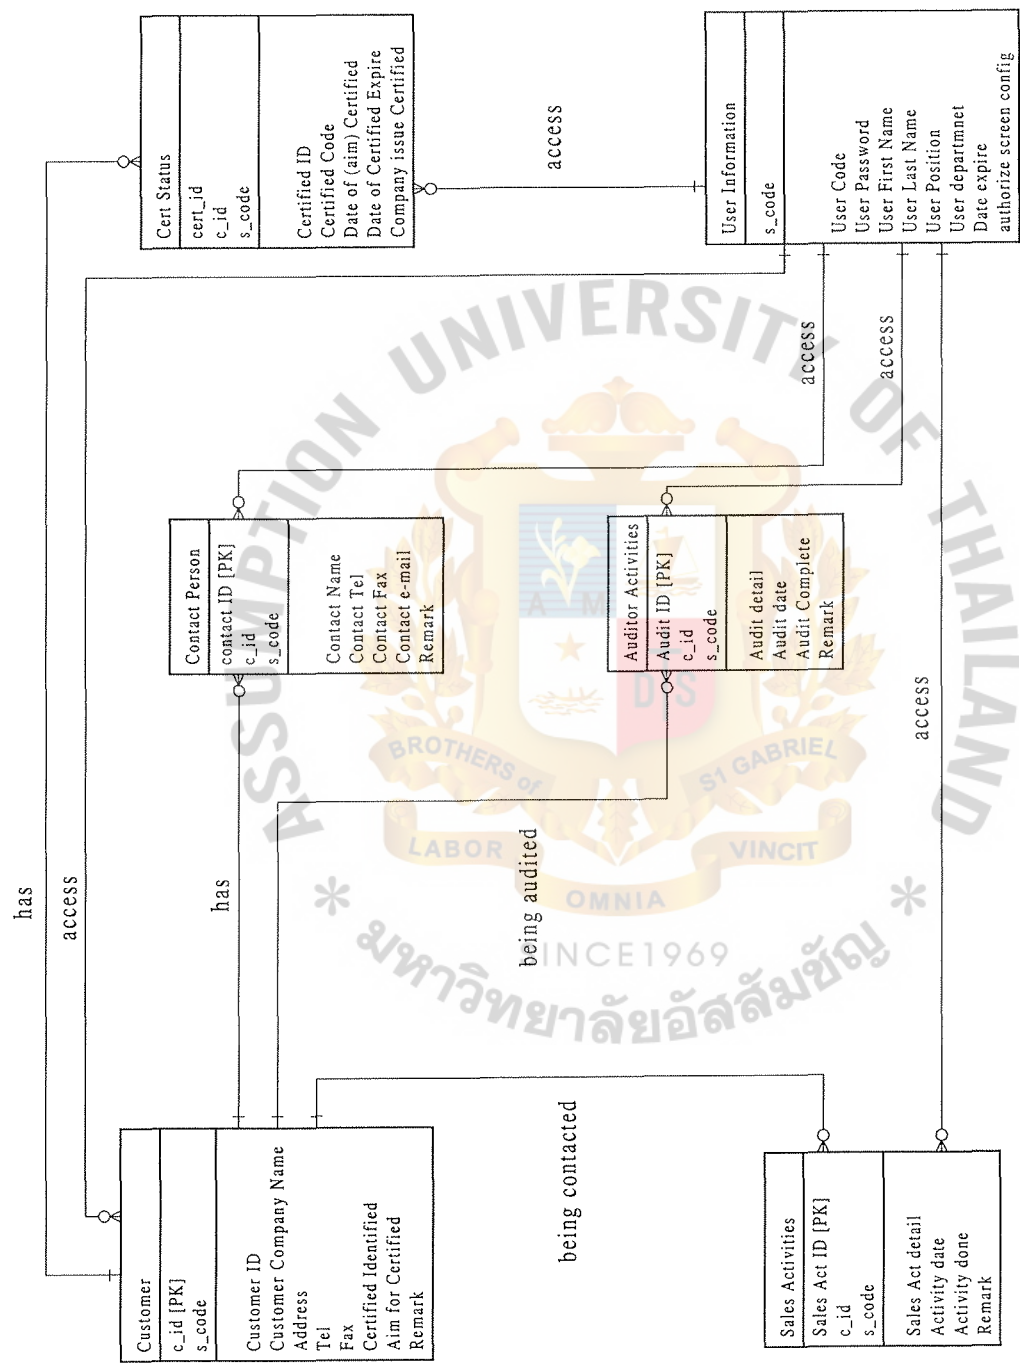 Customer
c_id [PK]
s_code
Customer ID
Customer Company Name
Address
Tel
Fax
Certified Identified
Aim for Certified
Remark
has
access
Cert Status
cert_id
c_id
s_code
Certified ID
Certified Code
Date of (aim) Certified
Date of Certified Expire
Company issue Certified
has
Contact Person
contact ID [PK]
c_id
s_code
Contact Name
Contact Tel
Contact Fax
Contact e-mail
Remark
access
being audited
Auditor Activities
Audit ID [PK]
c_id
s_code
Audit detail
Audit date
Audit Complete
Remark
access
access
User Information
s_code
User Code
User Password
User First Name
User Last Name
User Position
User departmnet
Date expire
authorize screen config
being contacted
Sales Activities
Sales Act ID [PK]
c_id
s_code
Sales Act detail
Activity date
Activity done
Remark
access
ASSUMPTION UNIVERSITY OF THAILAND
A M
D S
BROTHERS of
S1 GABRIEL
LABOR
OMNIA
VINCIT
SINCE1969
มหาวิทยาลัยอัสสัมชัญ